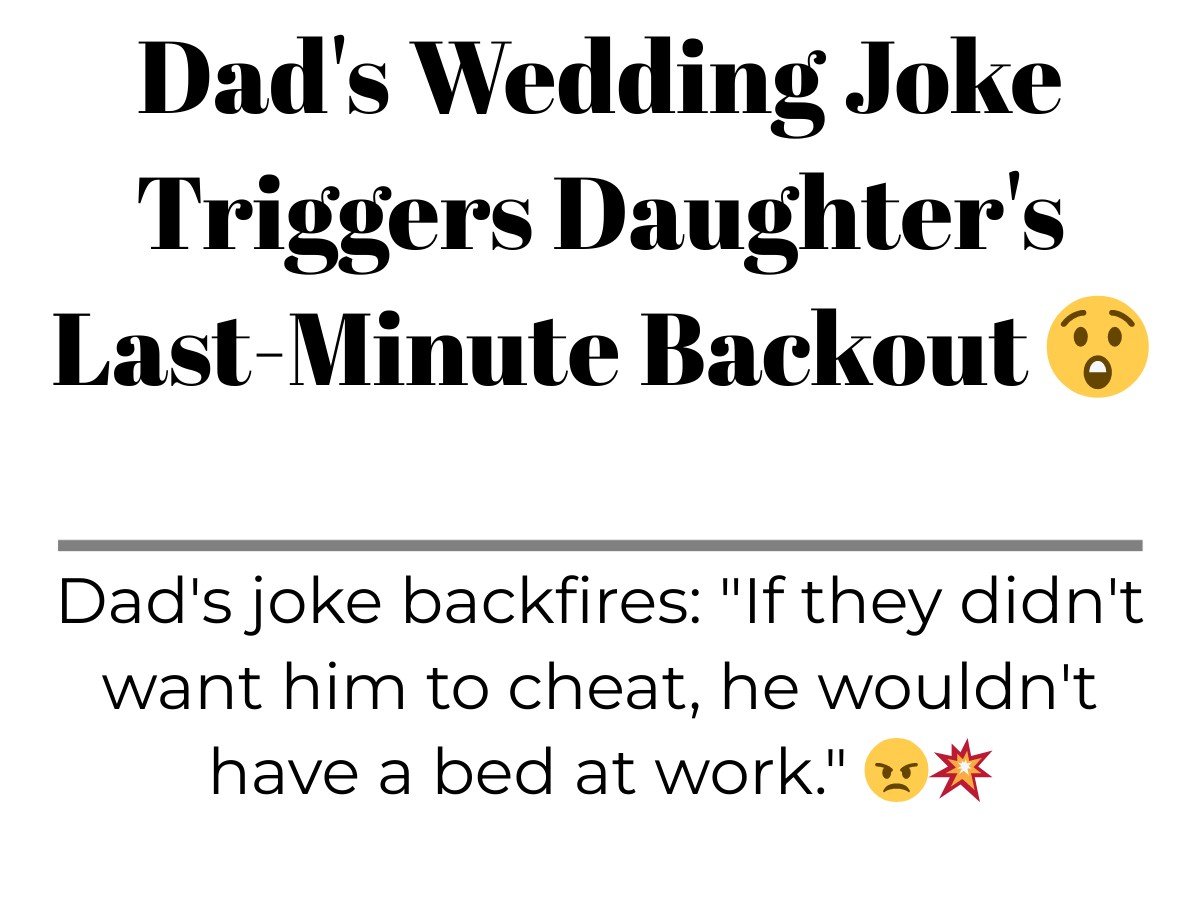 Dad's Wedding Joke
Triggers Daughter's
Last-Minute Backout 😲
Dad's joke backfires: "If they didn't
want him to cheat, he wouldn't
have a bed at work." 😠💥